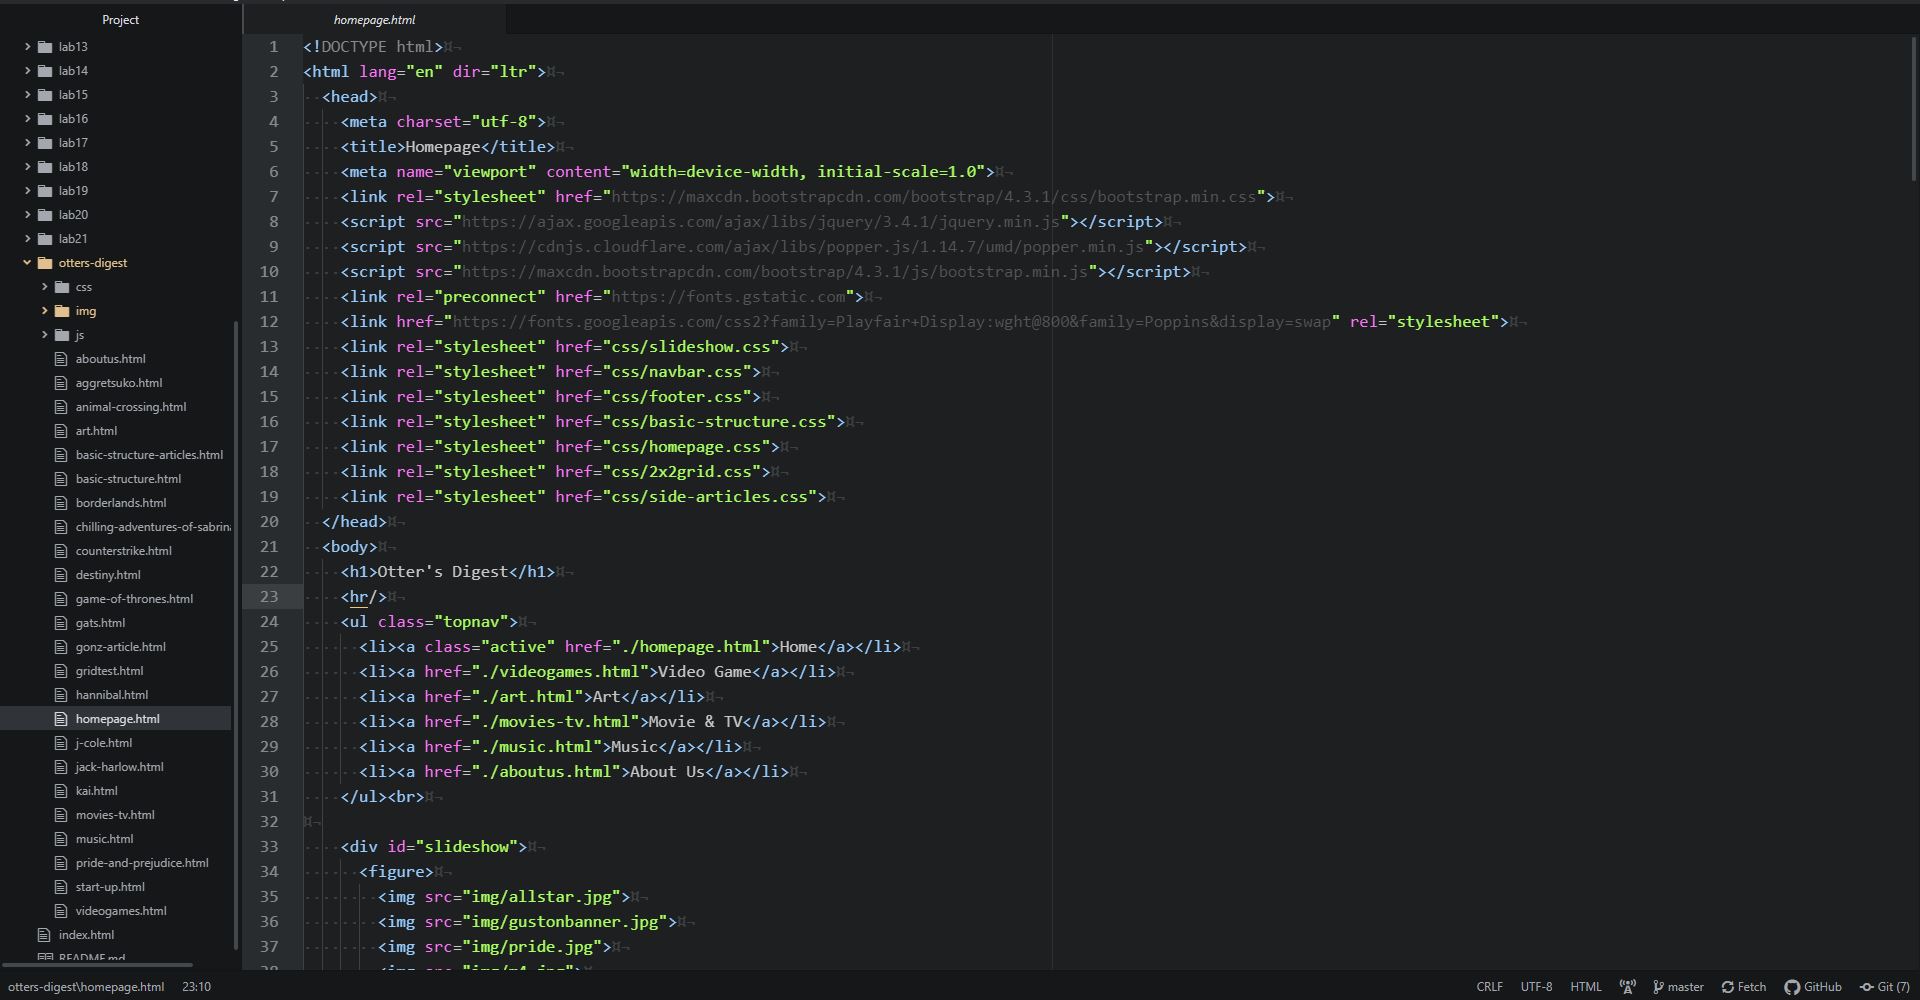 Project
lab13
lab14
lab15
lab16
lab17
lab18
lab19
lab20
lab21
otters-digest
css
img
js
aboutus.html
aggretsuko.html
animal-crossing.html
art.html
basic-structure-articles.html
basic-structure.html
borderlands.html
chilling-adventures-of-sabrin
counterstrike.html
destiny.html
game-of-thrones.html
gats.html
gonz-article.html
gridtest.html
hannibal.html
homepage.html
j-cole.html
jack-harlow.html
kai.html
movies-tv.html
music.html
pride-and-prejudice.html
start-up.html
videogames.html
index.html
README.md
homepage.html
1 <!DOCTYPE html>¤¬
2 <html lang="en" dir="ltr">¤¬
3 ··<head>¤¬
4 ····<meta charset="utf-8">¤¬
5 ····<title>Homepage</title>¤¬
6 ····<meta name="viewport" content="width=device-width, initial-scale=1.0">¤¬
7 ····<link rel="stylesheet" href="https://maxcdn.bootstrapcdn.com/bootstrap/4.3.1/css/bootstrap.min.css">¤¬
8 ····<script src="https://ajax.googleapis.com/ajax/libs/jquery/3.4.1/jquery.min.js"></script>¤¬
9 ····<script src="https://cdnjs.cloudflare.com/ajax/libs/popper.js/1.14.7/umd/popper.min.js"></script>¤¬
10 ····<script src="https://maxcdn.bootstrapcdn.com/bootstrap/4.3.1/js/bootstrap.min.js"></script>¤¬
11 ····<link rel="preconnect" href="https://fonts.gstatic.com">¤¬
12 ····<link href="https://fonts.googleapis.com/css2?family=Playfair+Display:wght@800&family=Poppins&display=swap" rel="stylesheet">¤¬
13 ····<link rel="stylesheet" href="css/slideshow.css">¤¬
14 ····<link rel="stylesheet" href="css/navbar.css">¤¬
15 ····<link rel="stylesheet" href="css/footer.css">¤¬
16 ····<link rel="stylesheet" href="css/basic-structure.css">¤¬
17 ····<link rel="stylesheet" href="css/homepage.css">¤¬
18 ····<link rel="stylesheet" href="css/2x2grid.css">¤¬
19 ····<link rel="stylesheet" href="css/side-articles.css">¤¬
20 ··</head>¤¬
21 ··<body>¤¬
22 ····<h1>Otter's Digest</h1>¤¬
23 ····<hr/>¤¬
24 ····<ul class="topnav">¤¬
25 ······<li><a class="active" href="./homepage.html">Home</a></li>¤¬
26 ······<li><a href="./videogames.html">Video Game</a></li>¤¬
27 ······<li><a href="./art.html">Art</a></li>¤¬
28 ······<li><a href="./movies-tv.html">Movie & TV</a></li>¤¬
29 ······<li><a href="./music.html">Music</a></li>¤¬
30 ······<li><a href="./aboutus.html">About Us</a></li>¤¬
31 ····</ul><br>¤¬
32 ¤¬
33 ····<div id="slideshow">¤¬
34 ······<figure>¤¬
35 ········<img src="img/allstar.jpg">¤¬
36 ········<img src="img/gustonbanner.jpg">¤¬
37 ········<img src="img/pride.jpg">¤¬
otters-digest\homepage.html 23:10
CRLF UTF-8 HTML master Fetch GitHub Git (7)